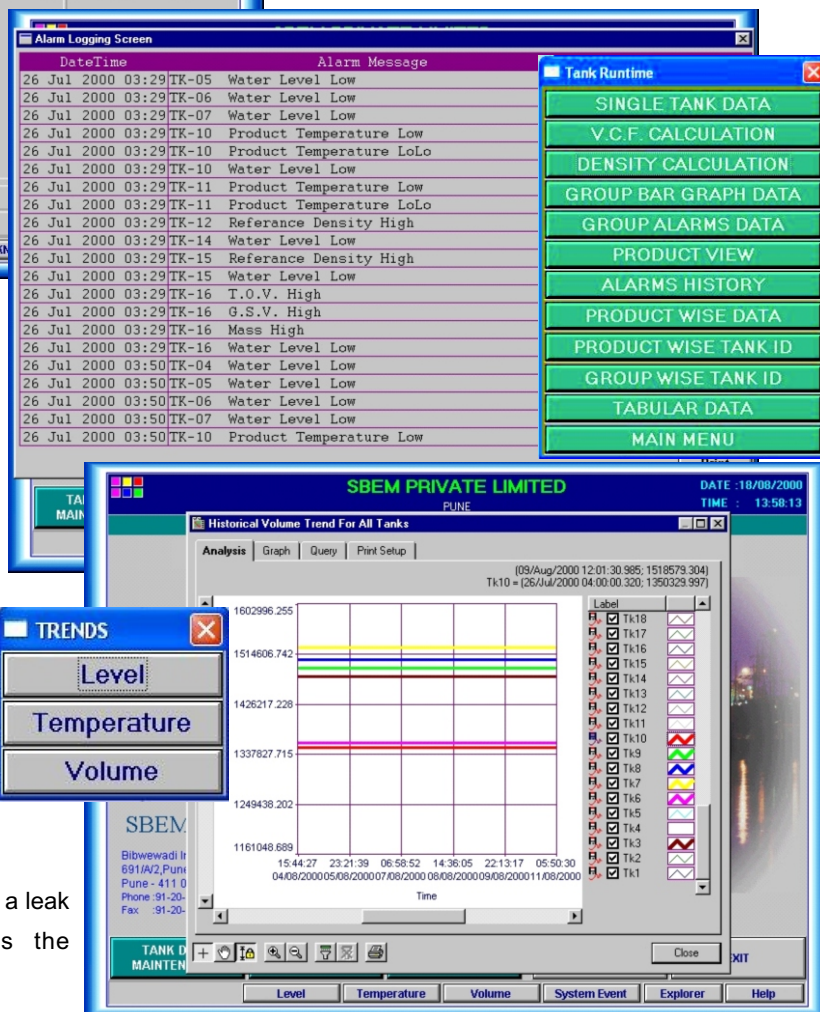 Alarm Logging Screen
DateTime Alarm Message
26 Jul 2000 03:29 TK-05 Water Level Low
26 Jul 2000 03:29 TK-06 Water Level Low
26 Jul 2000 03:29 TK-07 Water Level Low
26 Jul 2000 03:29 TK-10 Product Temperature Low
26 Jul 2000 03:29 TK-10 Product Temperature LoLo
26 Jul 2000 03:29 TK-10 Water Level Low
26 Jul 2000 03:29 TK-11 Product Temperature Low
26 Jul 2000 03:29 TK-11 Product Temperature LoLo
26 Jul 2000 03:29 TK-12 Referance Density High
26 Jul 2000 03:29 TK-14 Water Level Low
26 Jul 2000 03:29 TK-15 Referance Density High
26 Jul 2000 03:29 TK-15 Water Level Low
26 Jul 2000 03:29 TK-16 T.O.V. High
26 Jul 2000 03:29 TK-16 G.S.V. High
26 Jul 2000 03:29 TK-16 Mass High
26 Jul 2000 03:29 TK-16 Water Level Low
26 Jul 2000 03:50 TK-04 Water Level Low
26 Jul 2000 03:50 TK-05 Water Level Low
26 Jul 2000 03:50 TK-06 Water Level Low
26 Jul 2000 03:50 TK-07 Water Level Low
26 Jul 2000 03:50 TK-10 Product Temperature Low
Tank Runtime
SINGLE TANK DATA
V.C.F. CALCULATION
DENSITY CALCULATION
GROUP BAR GRAPH DATA
GROUP ALARMS DATA
PRODUCT VIEW
ALARMS HISTORY
PRODUCT WISE DATA
PRODUCT WISE TANK ID
GROUP WISE TANK ID
TABULAR DATA
MAIN MENU
SBEM PRIVATE LIMITED
PUNE
DATE :18/08/2000
TIME : 13:58:13
Historical Volume Trend For All Tanks
Analysis Graph Query Print Setup
(09/Aug/2000 12:01:30.985; 1518579.304)
Tk10 = (26/Jul/2000 04:00:00.320; 1350329.997)
1602996.255
1514606.742
1426217.228
1337827.715
1249438.202
1161048.689
15:44:27 23:21:39 06:58:52 14:36:05 22:13:17 05:50:30
04/08/2000 05/08/2000 07/08/2000 08/08/2000 09/08/2000 11/08/2000
Time
Label
Tk18
Tk17
Tk16
Tk15
Tk14
Tk13
Tk12
Tk11
Tk10
Tk9
Tk8
Tk7
Tk6
Tk5
Tk4
Tk3
Tk2
Tk1
Close
TRENDS
Level
Temperature
Volume
SBEM
Bibwewadi
691/A/2,Pune
Pune - 411 0
Phone :91-20-
Fax :91-20-
a leak
s the
TANK
Level Temperature Volume System Event Explorer Help